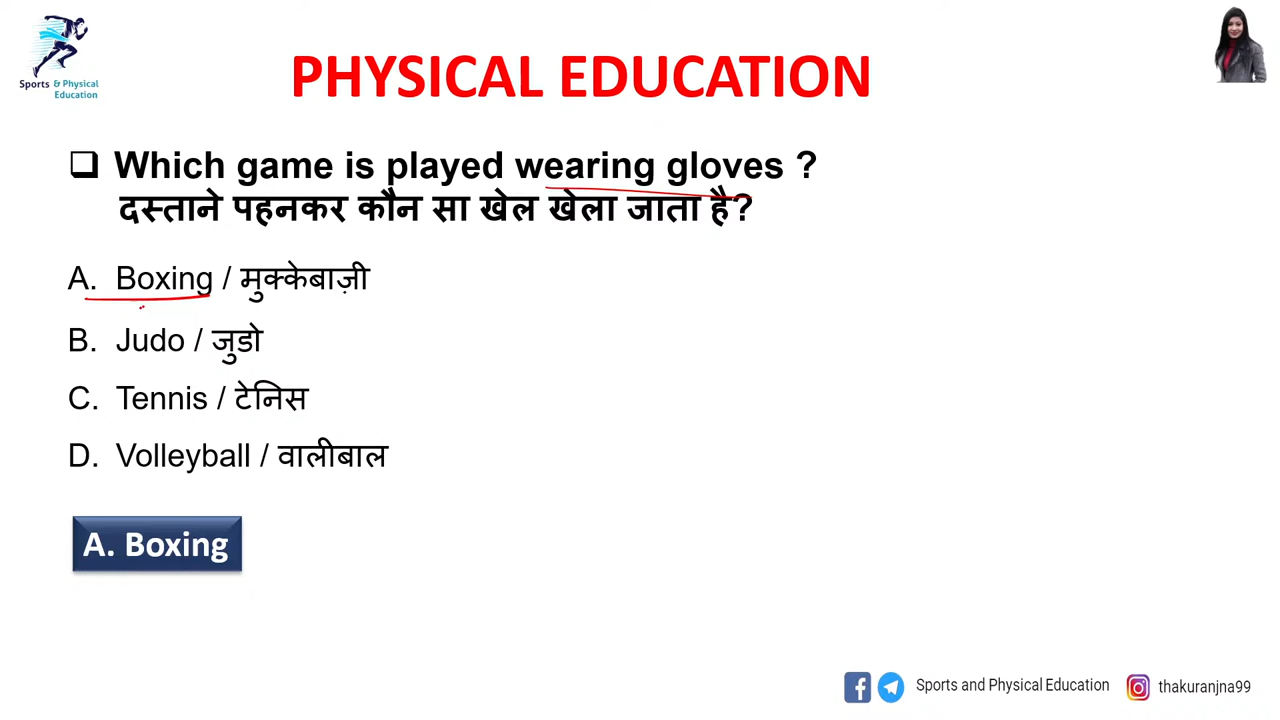 Sports & Physical
Education
PHYSICAL EDUCATION
❑ Which game is played wearing gloves ?
दस्ताने पहनकर कौन सा खेल खेला जाता है?
A. Boxing / मुक्केबाज़ी
B. Judo / जुडो
C. Tennis / टेनिस
D. Volleyball / वालीबाल
A. Boxing
Sports and Physical Education thakuranjna99